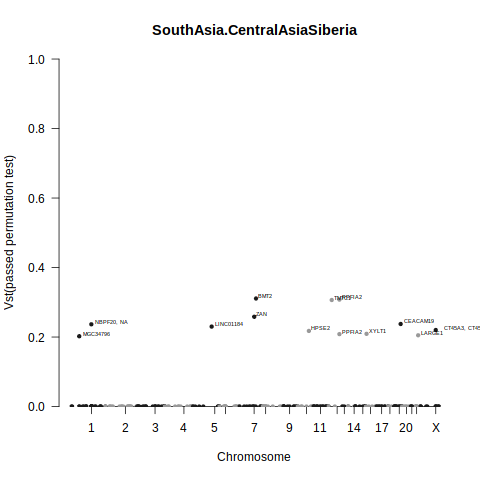 SouthAsia.CentralAsiaSiberia
Vst(passed permutation test)
1.0
0.8
0.6
0.4
0.2
0.0
BMT2
PPFIA2
ZAN
NBPF20, NA
MGC34796
LINC01184
HPSE2
PPFIA2
XYLT1
CEACAM19
LARGE1
CT45A3, CT45
1 2 3 4 5 7 9 11 14 17 20 X
Chromosome